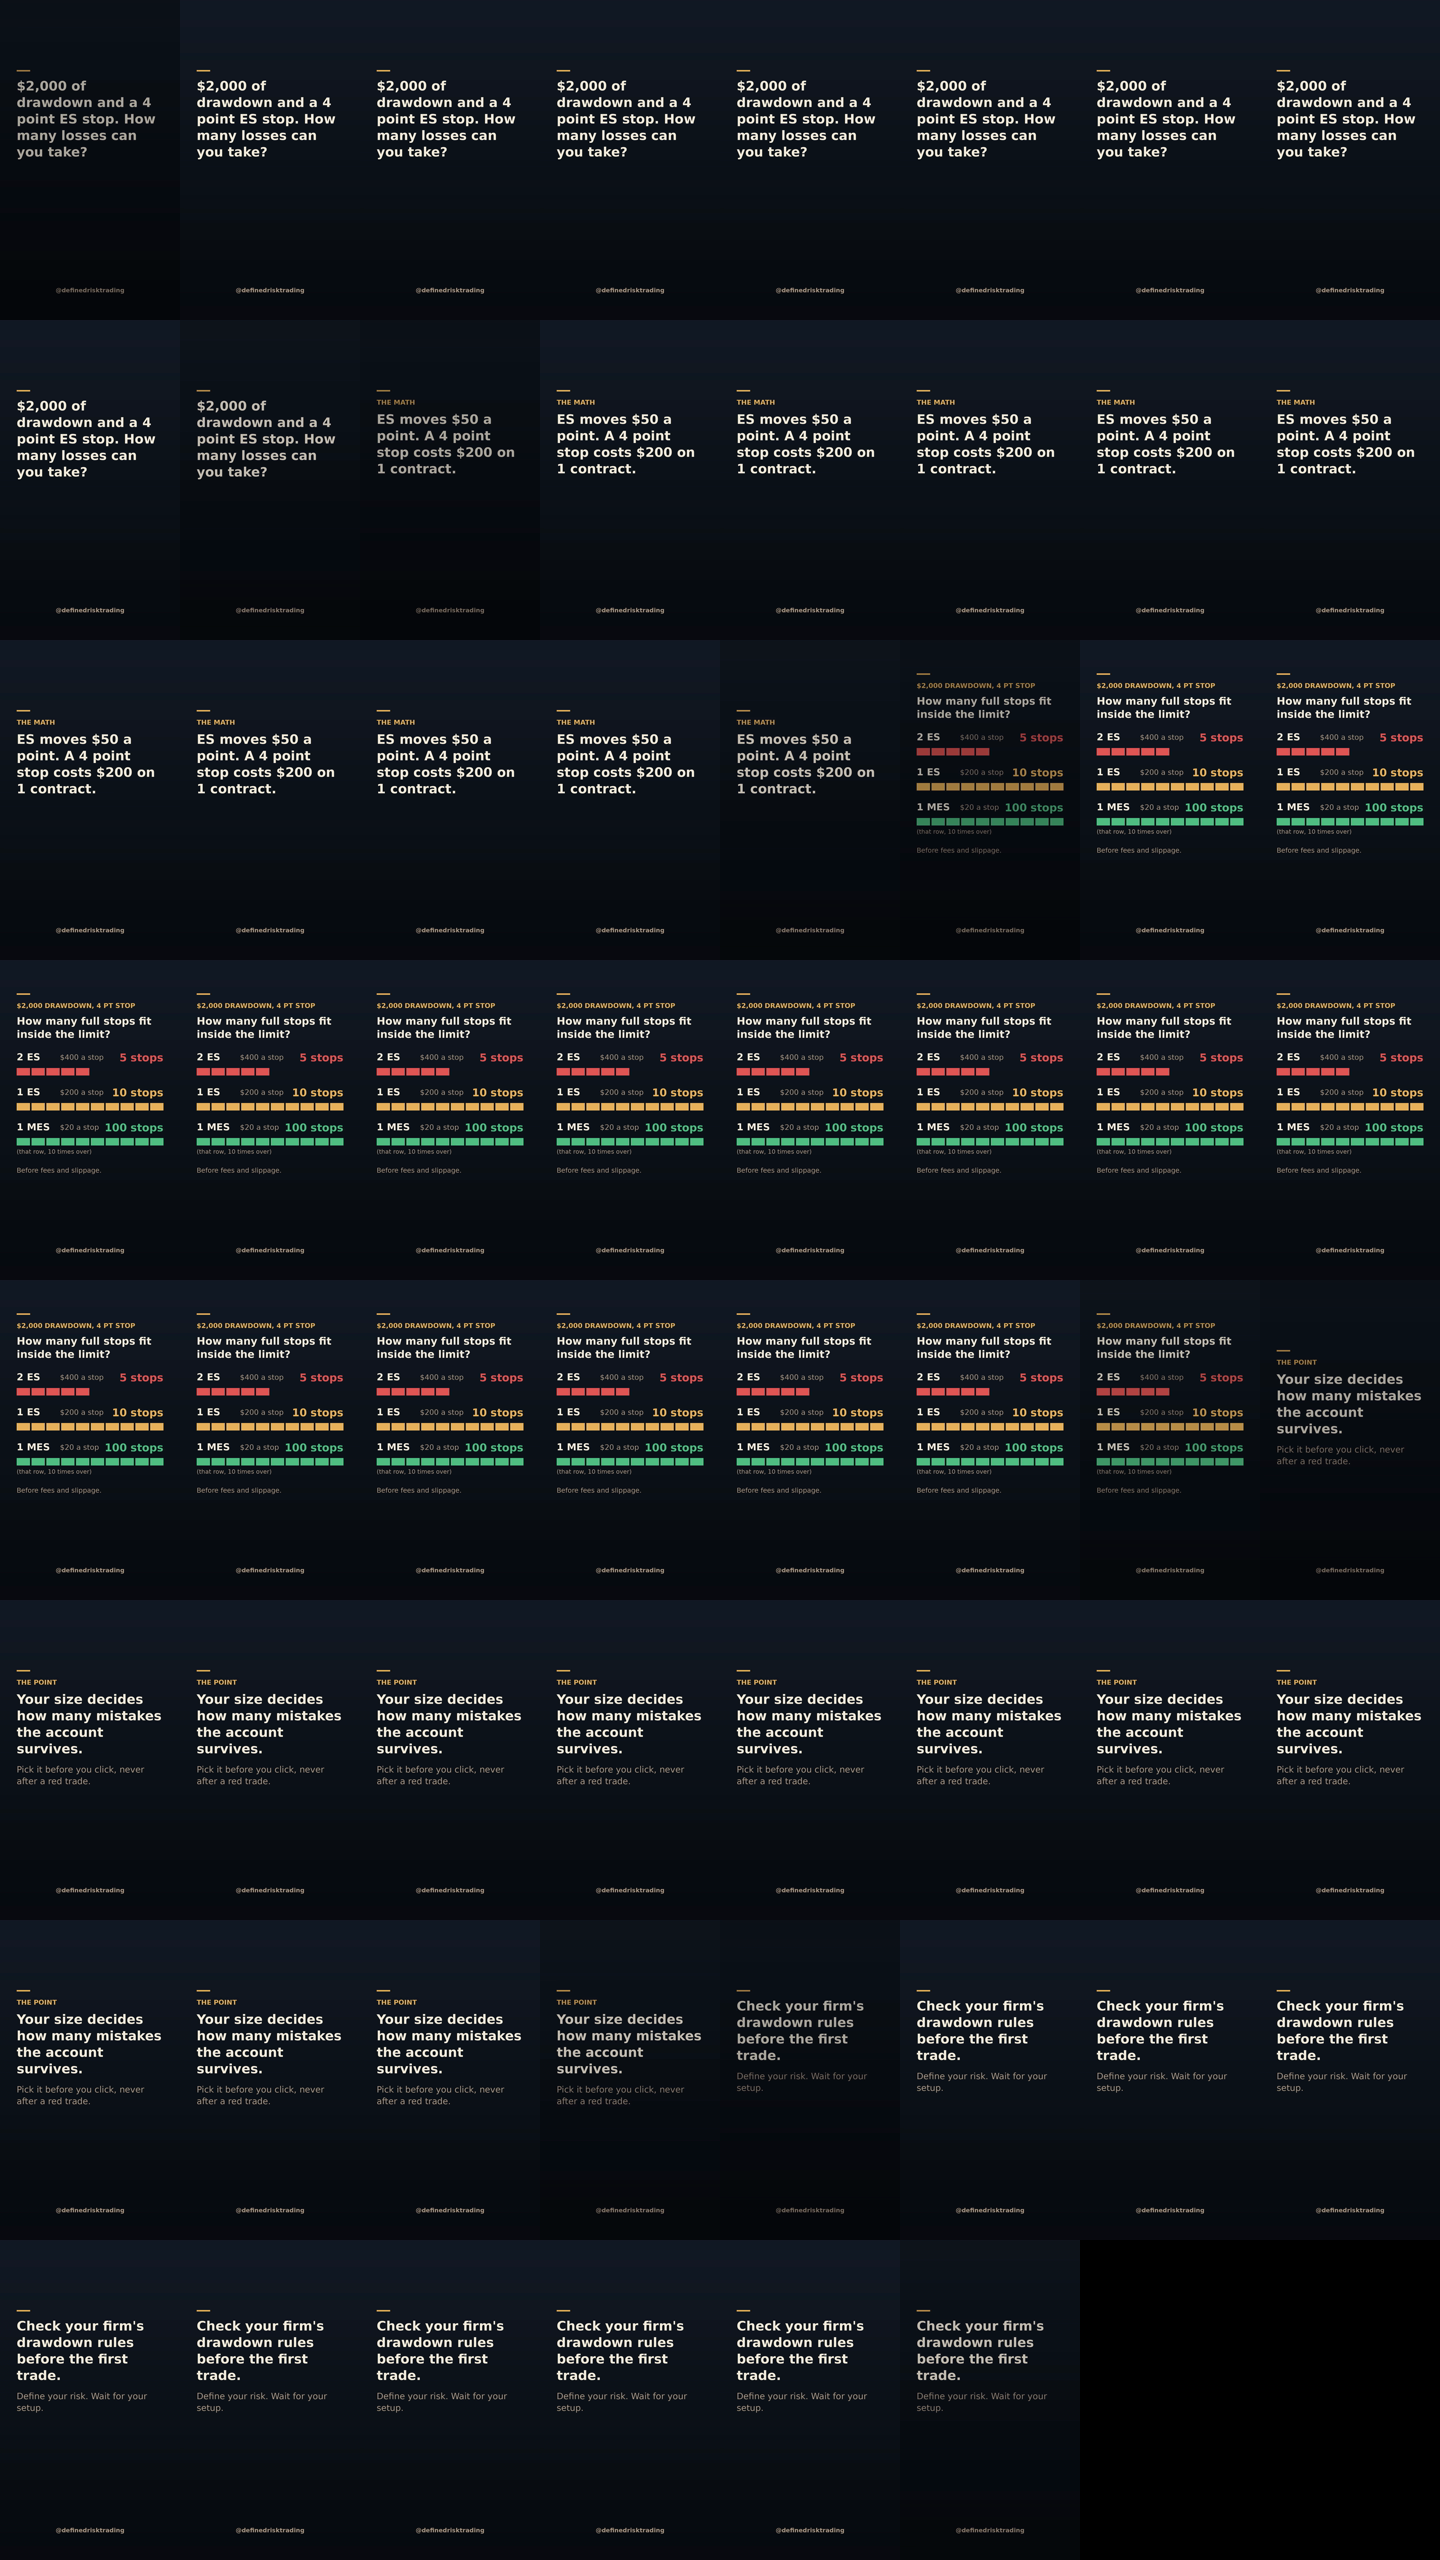 $2,000 of
drawdown and a 4
point ES stop. How
many losses can
you take?
@definedrisktrading
THE MATH
ES moves $50 a
point. A 4 point
stop costs $200 on
1 contract.
@definedrisktrading
$2,000 DRAWDOWN, 4 PT STOP
How many full stops fit
inside the limit?
2 ES $400 a stop 5 stops
1 ES $200 a stop 10 stops
1 MES $20 a stop 100 stops
(that row, 10 times over)
Before fees and slippage.
@definedrisktrading
THE POINT
Your size decides
how many mistakes
the account
survives.
Pick it before you click, never
after a red trade.
@definedrisktrading
Check your firm's
drawdown rules
before the first
trade.
Define your risk. Wait for your
setup.
@definedrisktrading